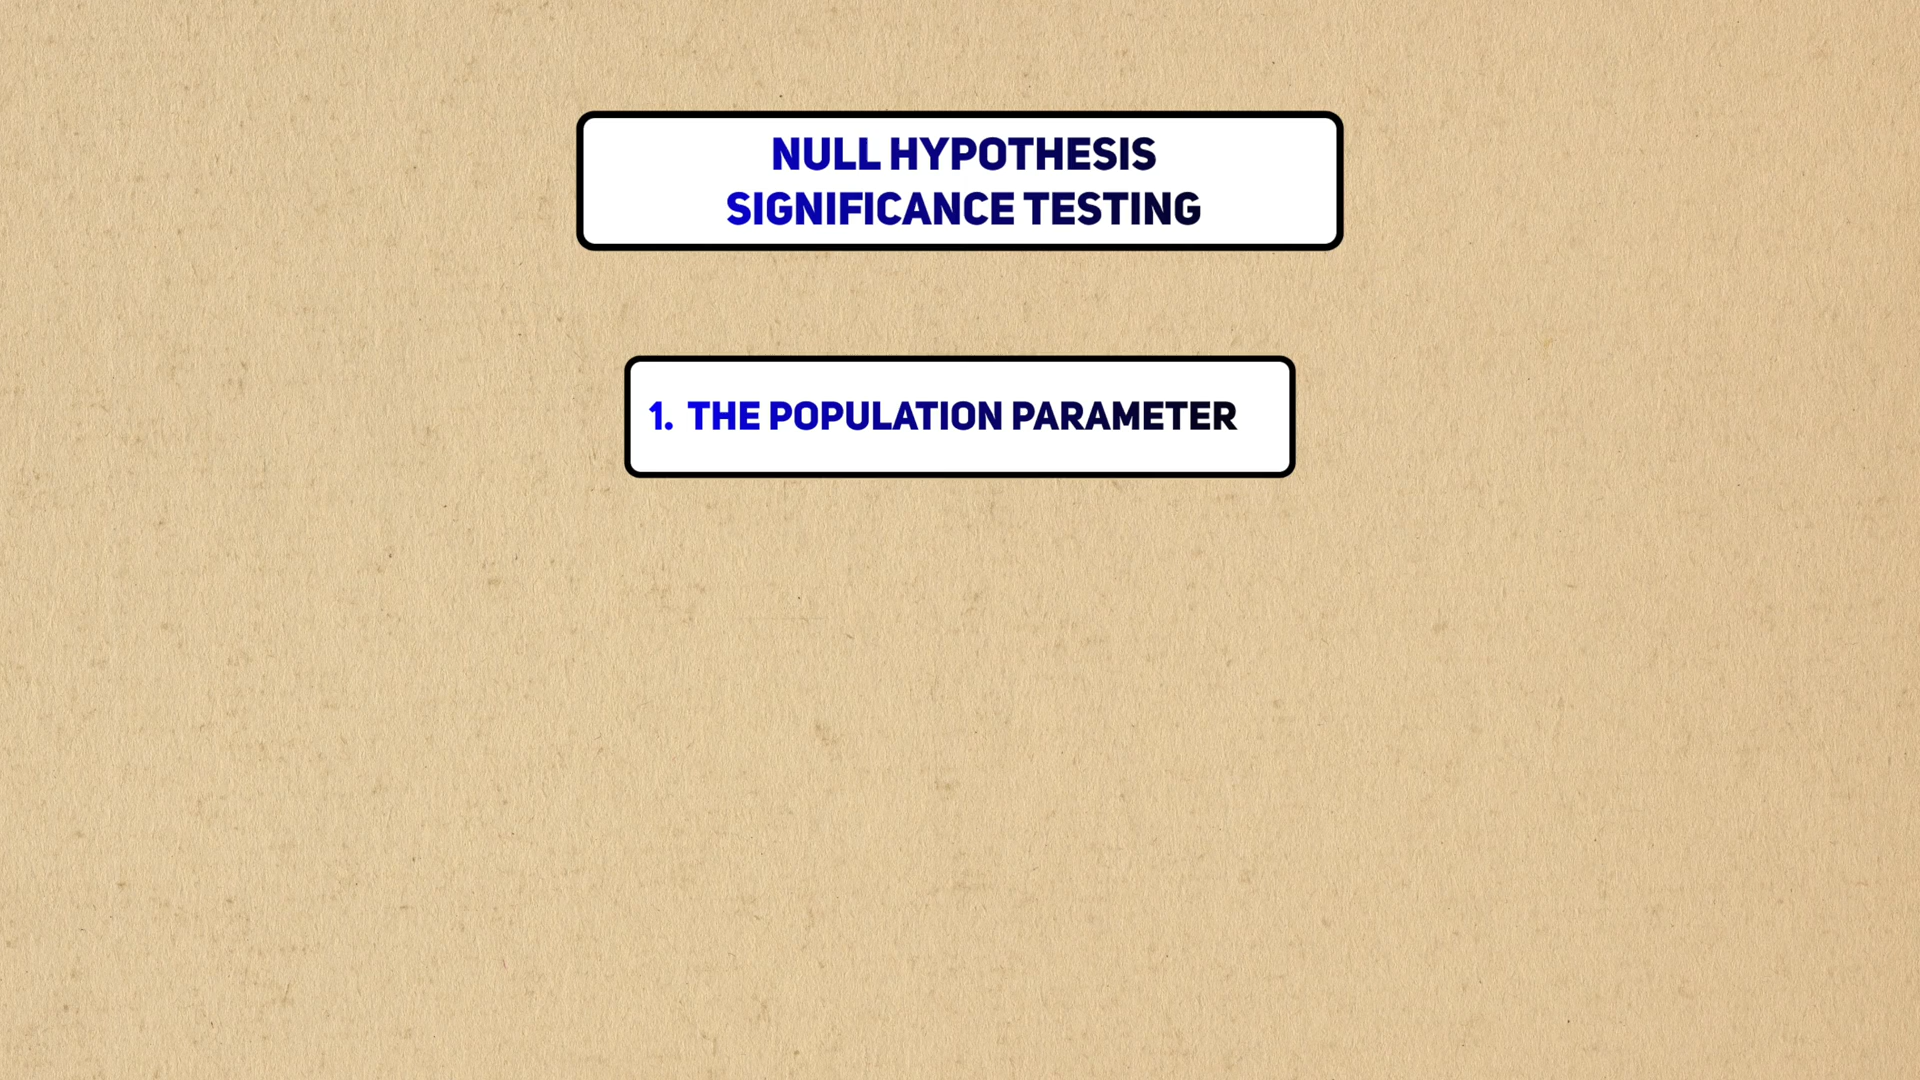 NULL HYPOTHESIS
SIGNIFICANCE TESTING
1. THE POPULATION PARAMETER